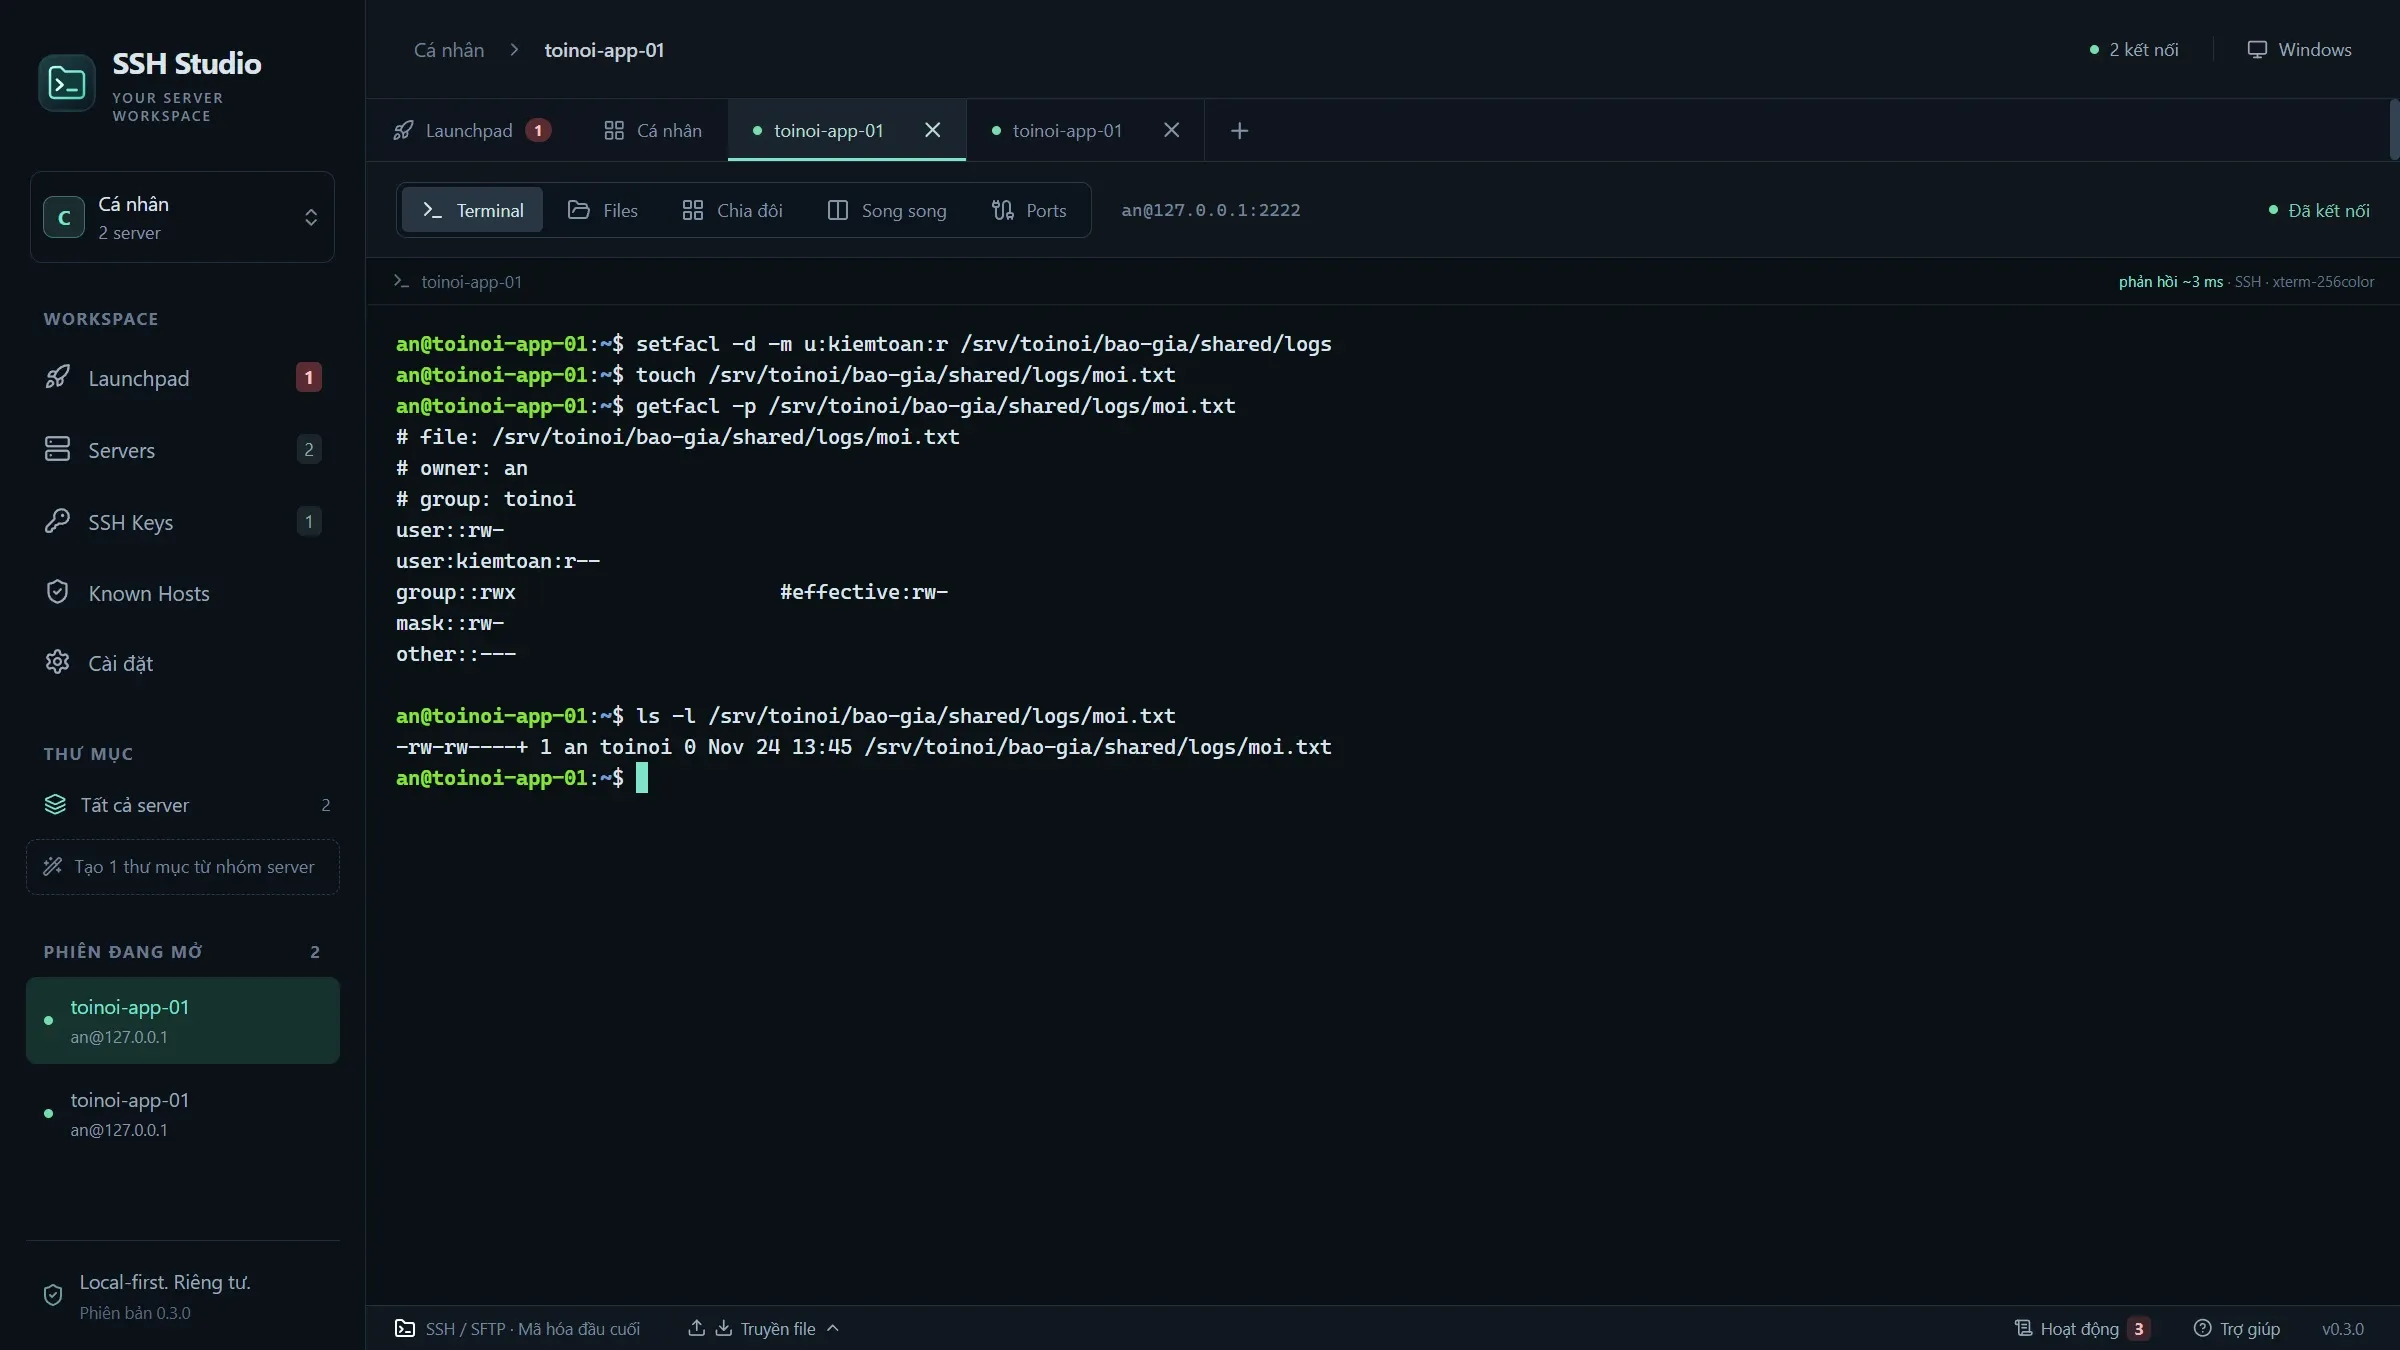 SSH Studio
YOUR SERVER
WORKSPACE
C
Cá nhân
2 server
WORKSPACE
Launchpad 1
Servers 2
SSH Keys 1
Known Hosts
Cài đặt
THƯ MỤC
Tất cả server 2
Tạo 1 thư mục từ nhóm server
PHIÊN ĐANG MỞ 2
toinoi-app-01
an@127.0.0.1
toinoi-app-01
an@127.0.0.1
Local-first. Riêng tư.
Phiên bản 0.3.0
Cá nhân > toinoi-app-01
2 kết nối
Windows
Launchpad 1
Cá nhân
toinoi-app-01
toinoi-app-01
Terminal
Files
Chia đôi
Song song
Ports
an@127.0.0.1:2222
Đã kết nối
toinoi-app-01
phản hồi ~3 ms · SSH · xterm-256color
an@toinoi-app-01:~$ setfacl -d -m u:kiemtoan:r /srv/toinoi/bao-gia/shared/logs
an@toinoi-app-01:~$ touch /srv/toinoi/bao-gia/shared/logs/moi.txt
an@toinoi-app-01:~$ getfacl -p /srv/toinoi/bao-gia/shared/logs/moi.txt
# file: /srv/toinoi/bao-gia/shared/logs/moi.txt
# owner: an
# group: toinoi
user::rw-
user:kiemtoan:r--
group::rwx #effective:rw-
mask::rw-
other::---
an@toinoi-app-01:~$ ls -l /srv/toinoi/bao-gia/shared/logs/moi.txt
-rw-rw----+ 1 an toinoi 0 Nov 24 13:45 /srv/toinoi/bao-gia/shared/logs/moi.txt
an@toinoi-app-01:~$
SSH / SFTP · Mã hóa đầu cuối
Truyền file
Hoạt động 3
Trợ giúp
v0.3.0